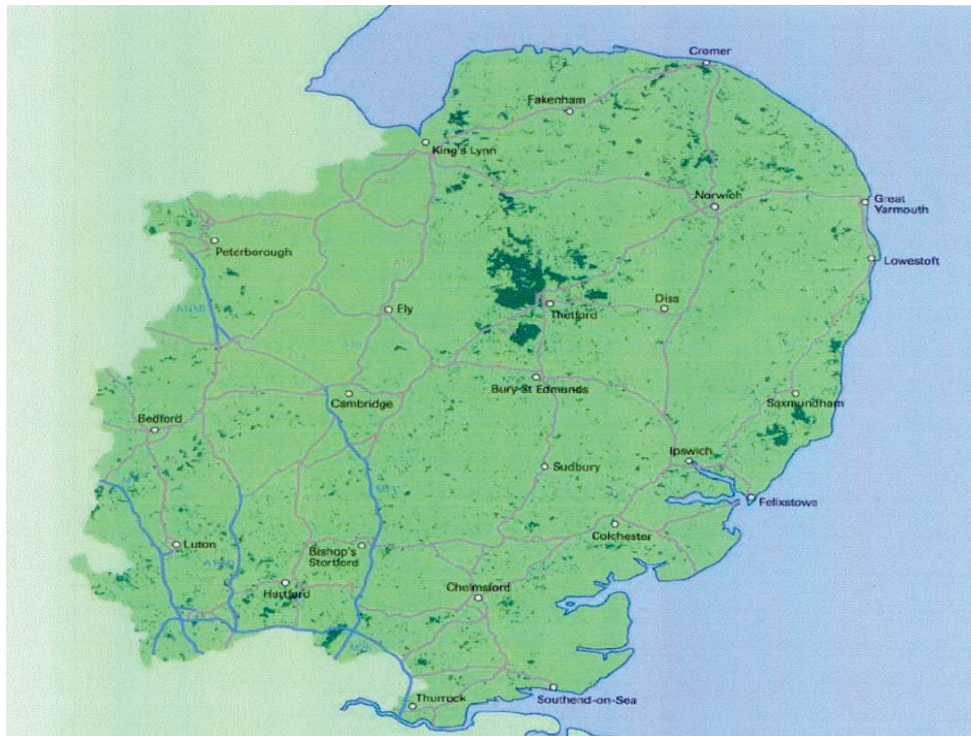 Cromer
Fakenham
King's Lynn
Norwich
Great
Yarmouth
Peterborough
Lowestoft
Ely
Diss
Thetford
Bury St Edmunds
Cambridge
Saxmundham
Bedford
Ipswich
Sudbury
Felixstowe
Colchester
Luton
Bishop's
Stortford
Chelmsford
Hertford
Thurrock
Southend-on-Sea